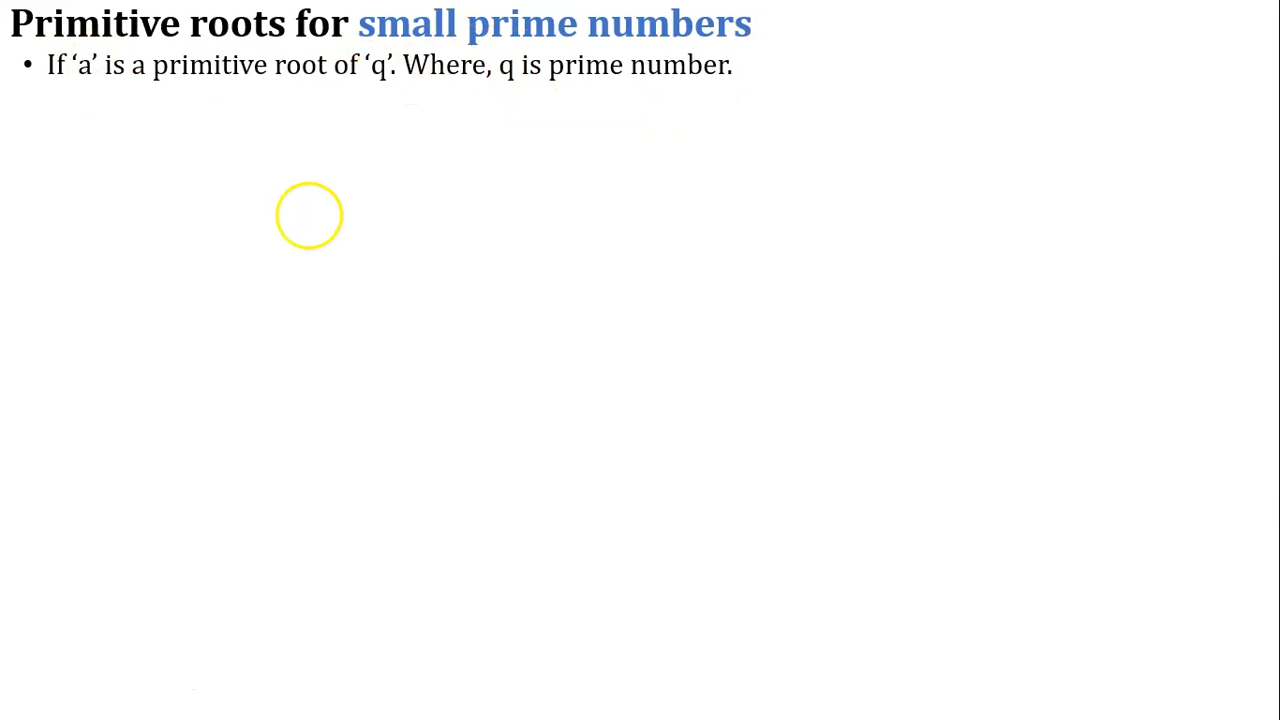 Primitive roots for small prime numbers
• If ‘a’ is a primitive root of ‘q’. Where, q is prime number.